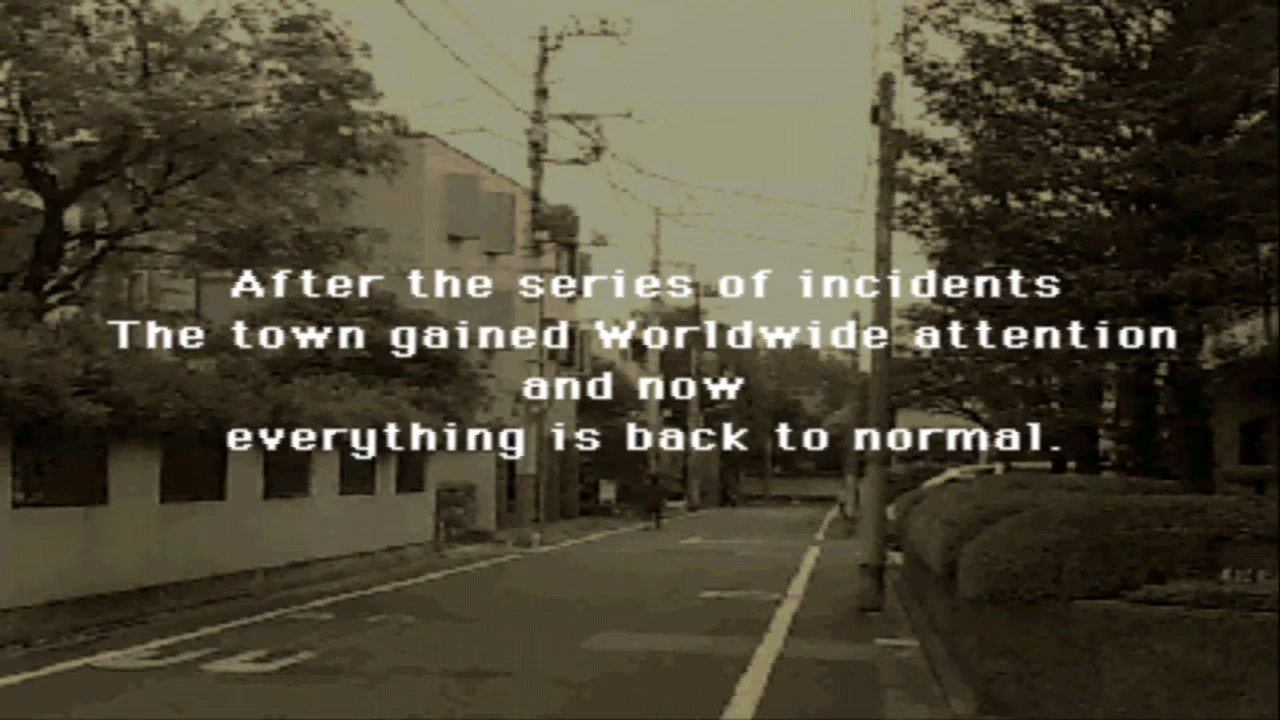 After the series of incidents
The town gained Worldwide attention
and now
everything is back to normal.